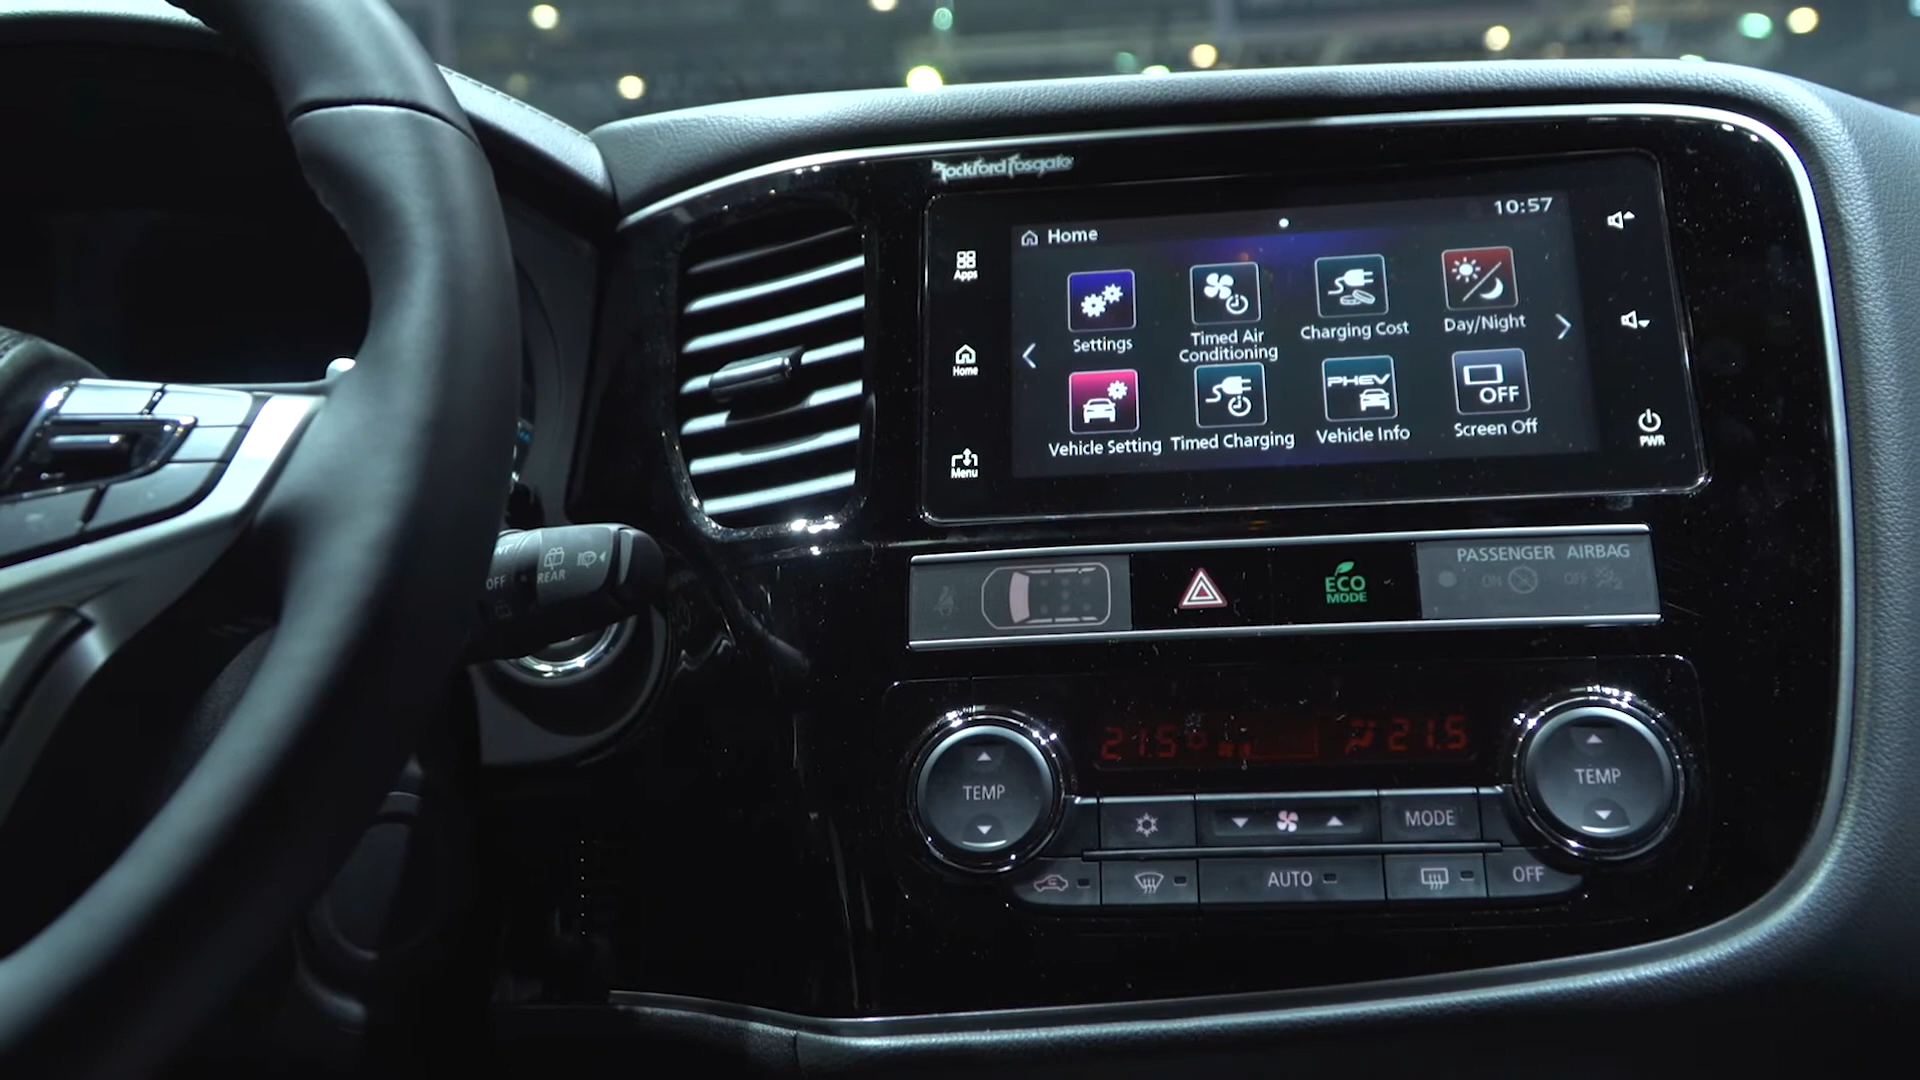 Rockford Fosgate
10:57
Home
Apps
Home
Menu
Settings
Timed Air
Conditioning
Charging Cost
Day/Night
Vehicle Setting
Timed Charging
PHEV
Vehicle Info
OFF
Screen Off
PWR
OFF
REAR
ECO
MODE
PASSENGER AIRBAG
ON
OFF
21.5
21.5
TEMP
TEMP
MODE
AUTO
OFF